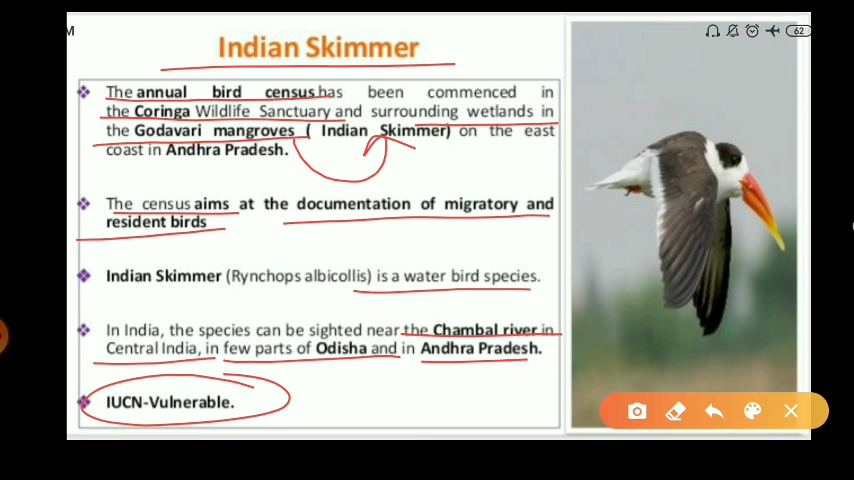 M
62
Indian Skimmer
The annual bird census has been commenced in
the Coringa Wildlife Sanctuary and surrounding wetlands in
the Godavari mangroves ( Indian Skimmer) on the east
coast in Andhra Pradesh.
The census aims at the documentation of migratory and
resident birds
Indian Skimmer (Rynchops albicollis) is a water bird species.
In India, the species can be sighted near the Chambal river in
Central India, in few parts of Odisha and in Andhra Pradesh.
IUCN-Vulnerable.